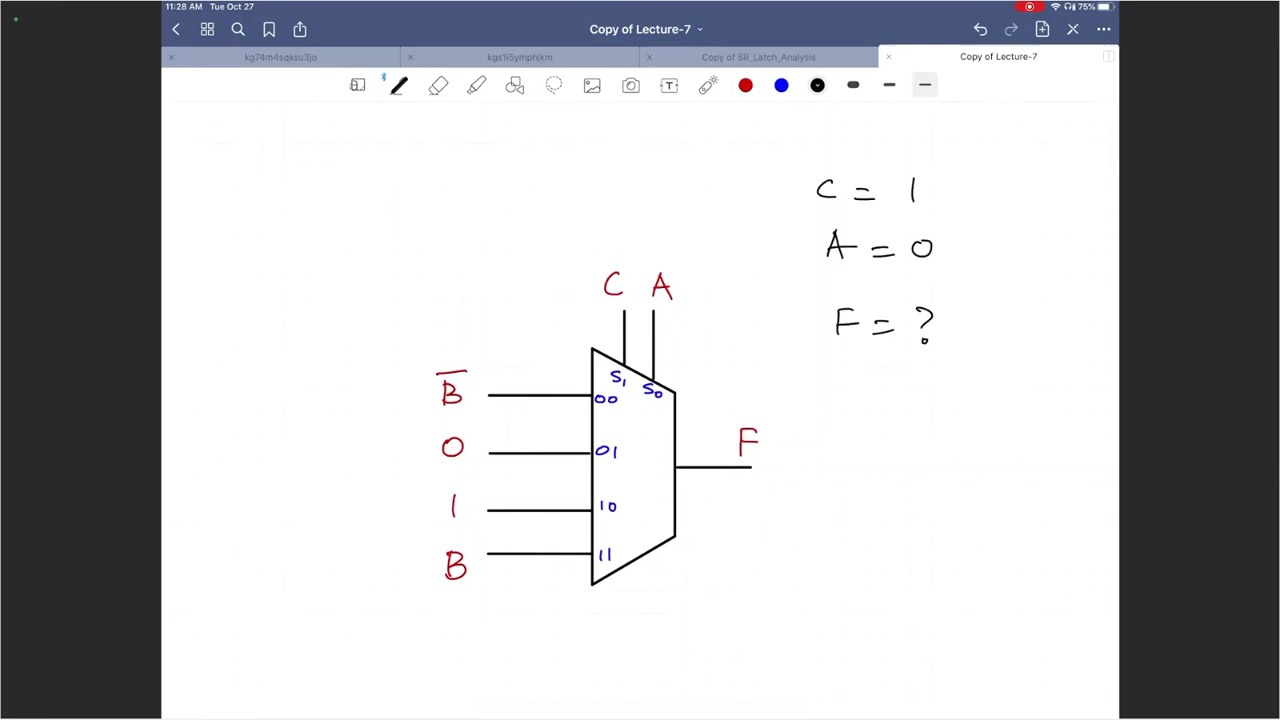 11:28 AM Tue Oct 27
75%
Copy of Lecture-7
kg74m4sqksu3jo
kgs1i5ymphjkm
Copy of SR_Latch_Analysis
Copy of Lecture-7
T
C = 1
A = 0
F = ?
C A
S₁ S₀
B̅ 00
0 01
1 10
B 11
F